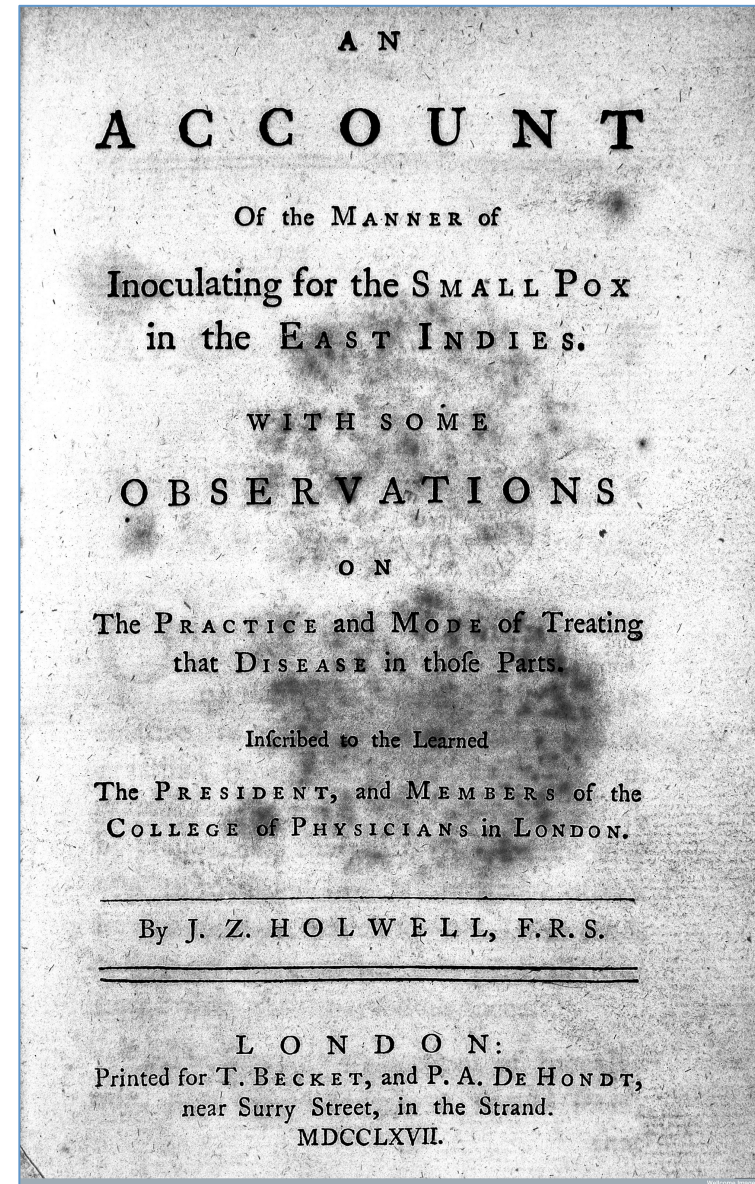 AN
ACCOUNT
Of the MANNER of
Inoculating for the SMALL POX
in the EAST INDIES.
WITH SOME
OBSERVATIONS
ON
The PRACTICE and MODE of Treating
that DISEASE in thoſe Parts.
Inſcribed to the Learned
The PRESIDENT, and MEMBERS of the
COLLEGE of PHYSICIANS in LONDON.
By J. Z. HOLWELL, F.R.S.
LONDON:
Printed for T. BECKET, and P. A. DE HONDT,
near Surry Street, in the Strand.
MDCCLXVII.